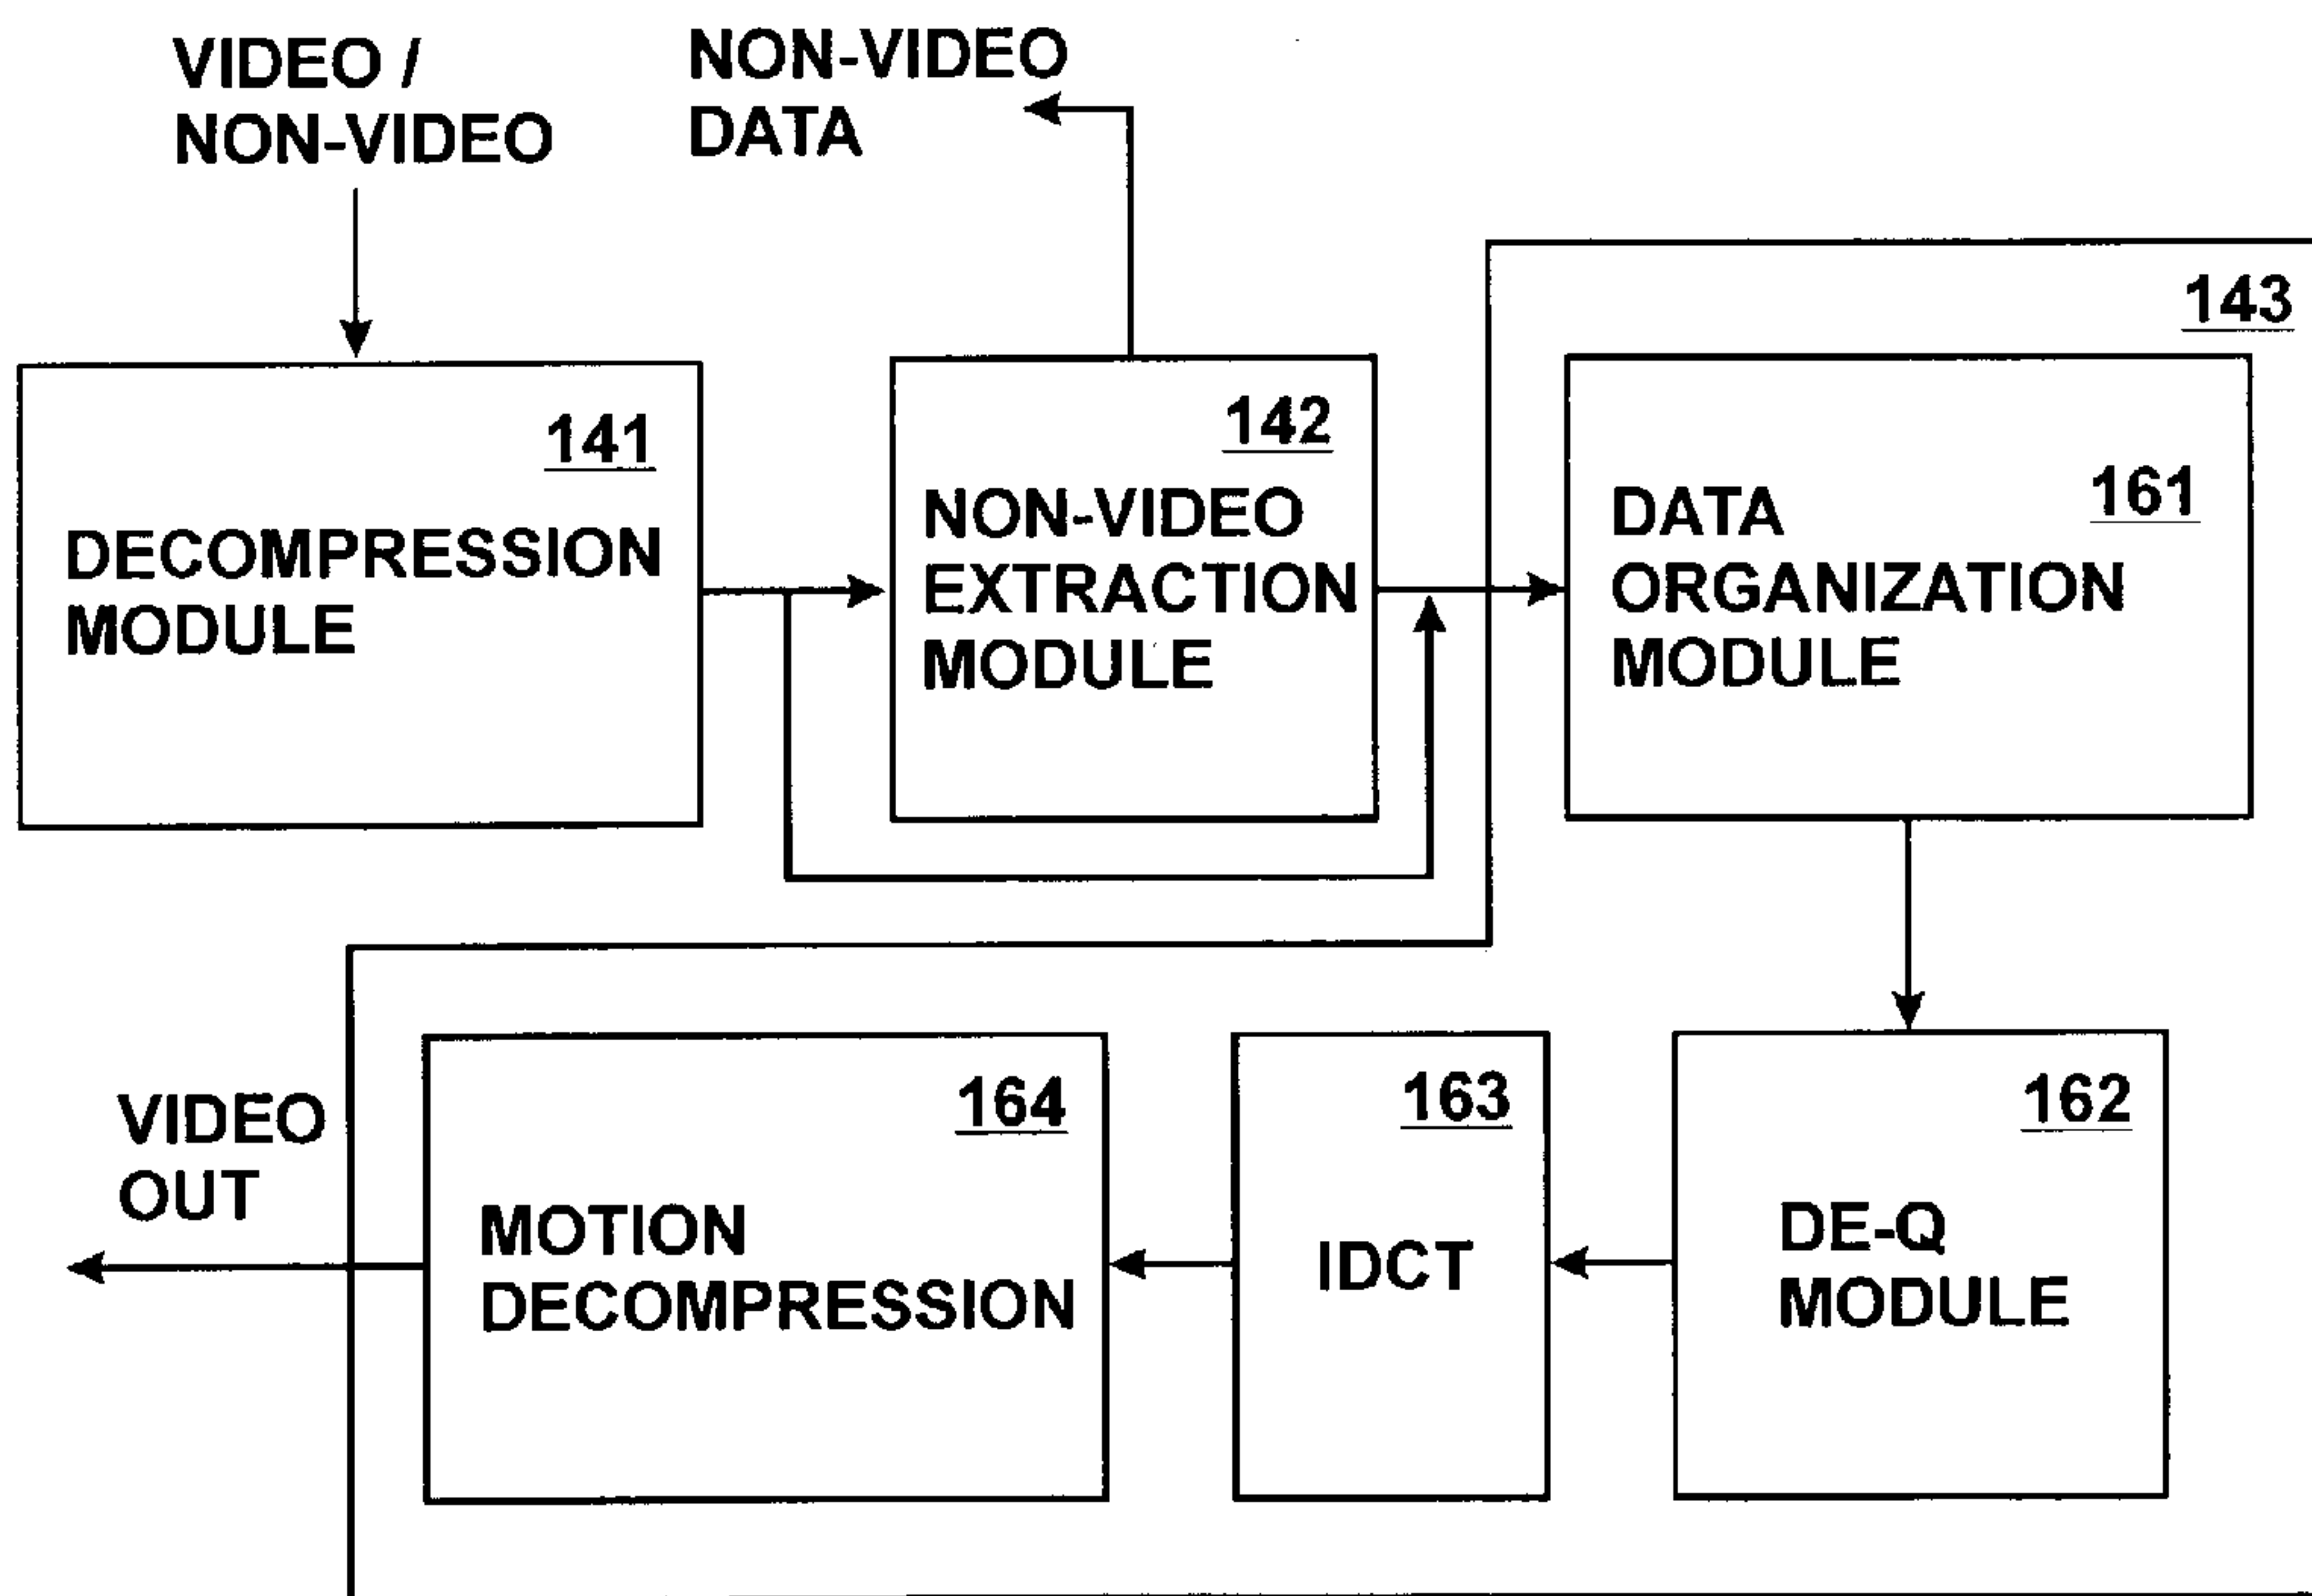 VIDEO /
NON-VIDEO
NON-VIDEO
DATA
143
141
DECOMPRESSION
MODULE
142
NON-VIDEO
EXTRACTION
MODULE
161
DATA
ORGANIZATION
MODULE
VIDEO
OUT
164
MOTION
DECOMPRESSION
163
IDCT
162
DE-Q
MODULE